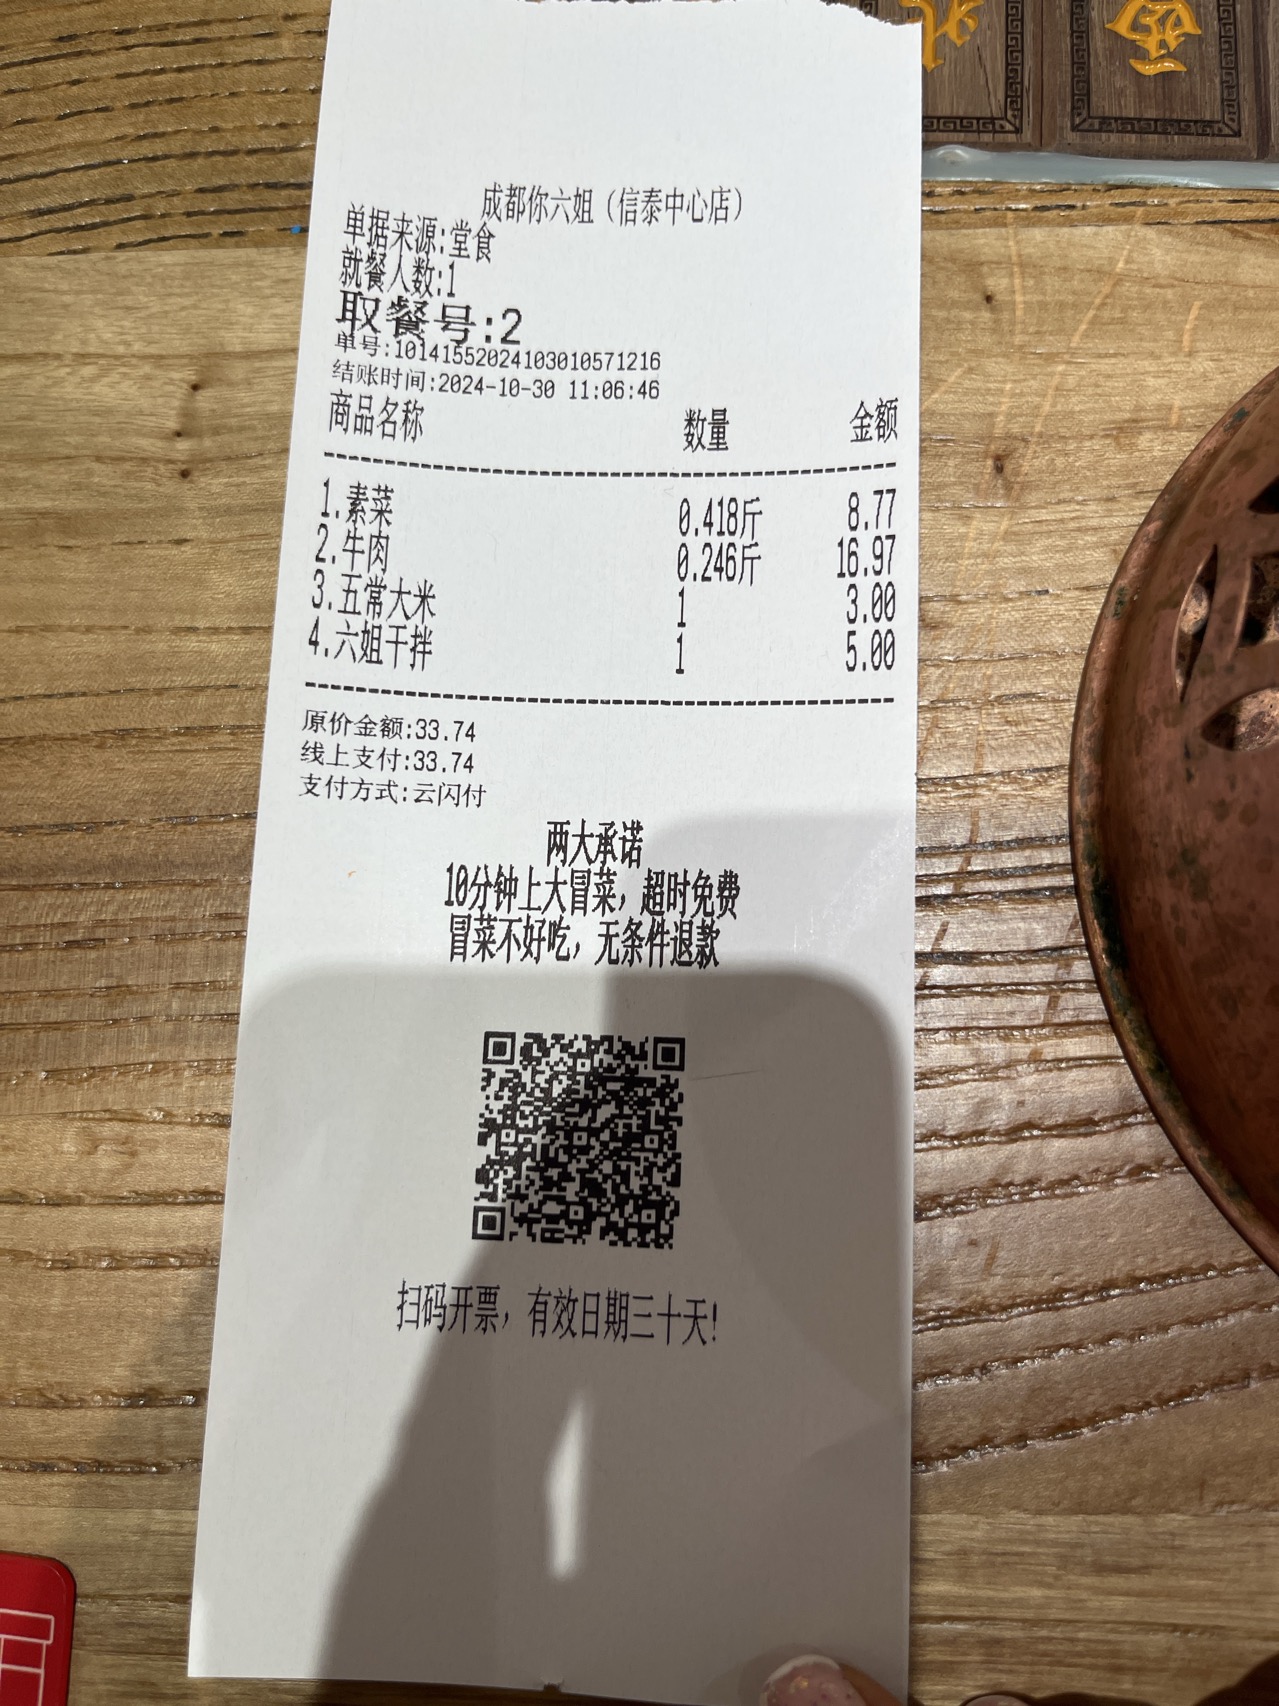 成都你六姐（信泰中心店）
单据来源:堂食
就餐人数:1
取餐号:2
单号:10141552024103010571216
结账时间:2024-10-30 11:06:46
商品名称 数量 金额
1.素菜 0.418斤 8.77
2.牛肉 0.246斤 16.97
3.五常大米 1 3.00
4.六姐干拌 1 5.00
原价金额:33.74
线上支付:33.74
支付方式:云闪付
两大承诺
10分钟上大冒菜，超时免费
冒菜不好吃，无条件退款
扫码开票，有效日期三十天!